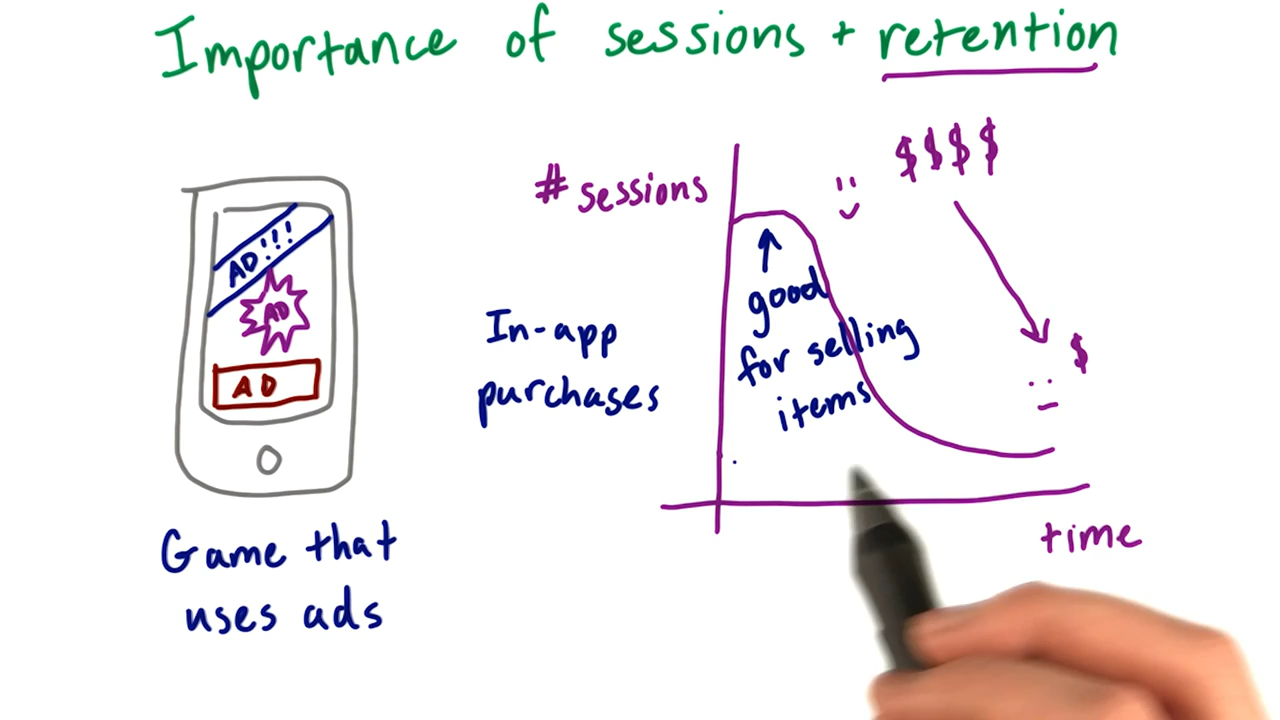 Importance of sessions + retention
AD!!!
AD
AD
Game that
uses ads
In-app
purchases
# sessions
$$$$
good
for selling
items
$
time